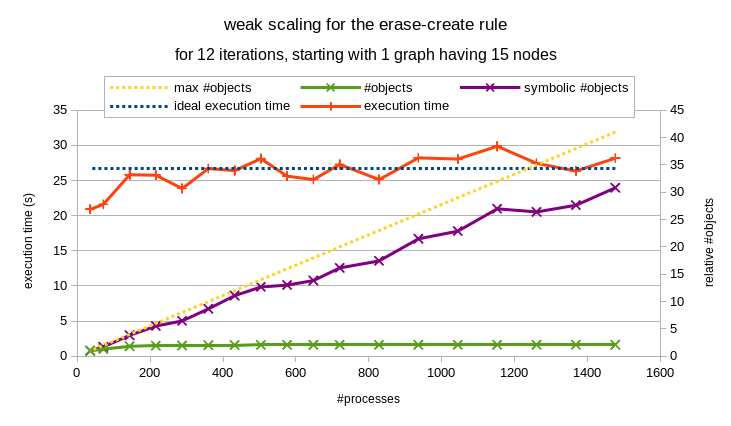 weak scaling for the erase-create rule
for 12 iterations, starting with 1 graph having 15 nodes
max #objects #objects symbolic #objects
ideal execution time execution time
35 45
40
30
35
25
30
20
25
15
20
15
10
10
5
5
0 0
0 200 400 600 800 1000 1200 1400 1600
execution time (s)
relative #objects
#processes